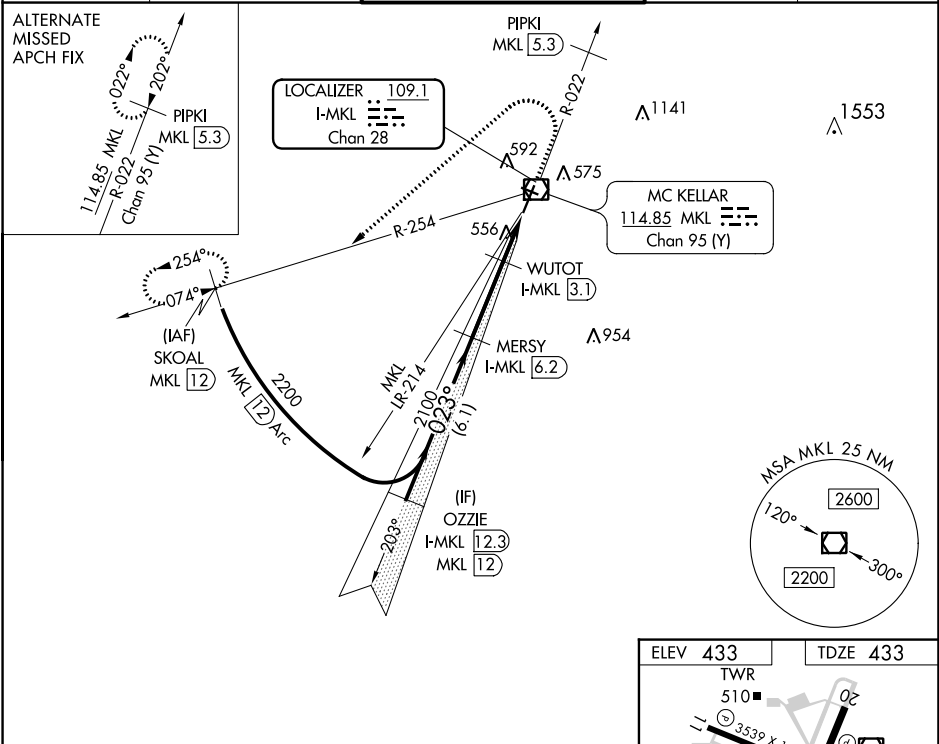 ALTERNATE
MISSED
APCH FIX
022°
202°
PIPKI
MKL 5.3
114.85 MKL
R-022
Chan 95 (Y)
PIPKI
MKL 5.3
R-022
LOCALIZER 109.1
I-MKL
Chan 28
1141
1553
592
575
MC KELLAR
114.85 MKL
Chan 95 (Y)
R-254
556
254°
074°
WUTOT
I-MKL 3.1
(IAF)
SKOAL
MKL 12
MERSY
I-MKL 6.2
954
2200
MKL 12 Arc
MKL
LR-214
2100
023°
(6.1)
(IF)
OZZIE
I-MKL 12.3
MKL 12
203°
MSA MKL 25 NM
2600
120°
300°
2200
ELEV 433
TDZE 433
TWR
510
20
11
P
3539 X
P